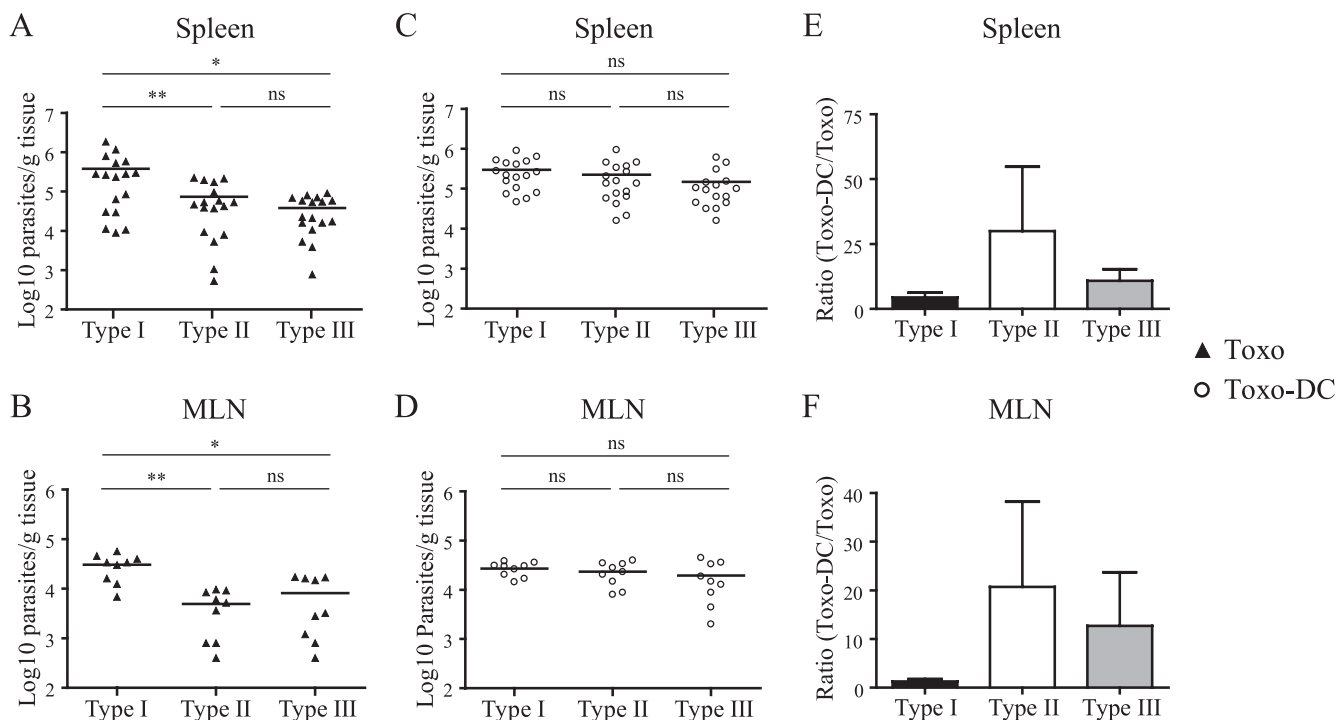 A
Spleen
*
**
ns
Log10 parasites/g tissue
7
6
5
4
3
2
Type I
Type II
Type III
C
Spleen
ns
ns
ns
Log10 parasites/g tissue
7
6
5
4
3
2
Type I
Type II
Type III
E
Spleen
Ratio (Toxo-DC/Toxo)
75
50
25
0
Type I
Type II
Type III
▲ Toxo
○ Toxo-DC
B
MLN
*
**
ns
Log10 parasites/g tissue
6
5
4
3
2
Type I
Type II
Type III
D
MLN
ns
ns
ns
Log10 Parasites/g tissue
6
5
4
3
2
Type I
Type II
Type III
F
MLN
Ratio (Toxo-DC/Toxo)
40
30
20
10
0
Type I
Type II
Type III